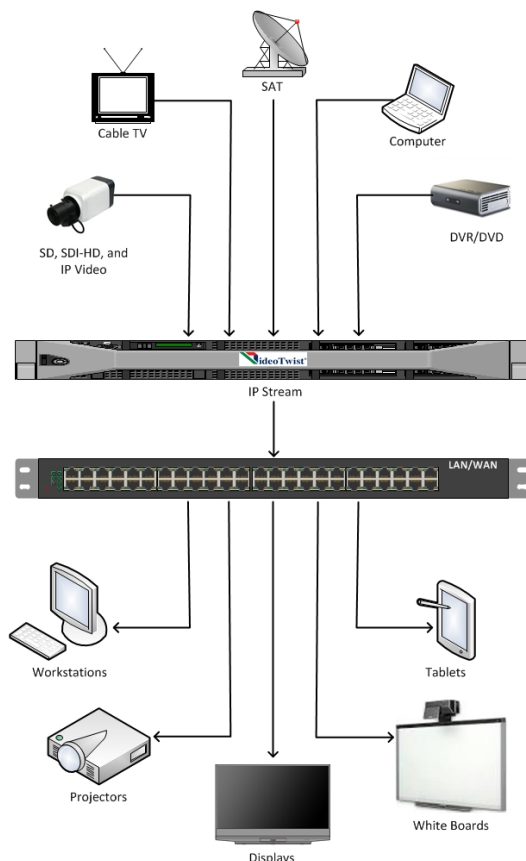 SAT
Cable TV
Computer
SD, SDI-HD, and
IP Video
DVR/DVD
VideoTwist
IP Stream
LAN/WAN
Workstations
Tablets
Projectors
White Boards
Displays